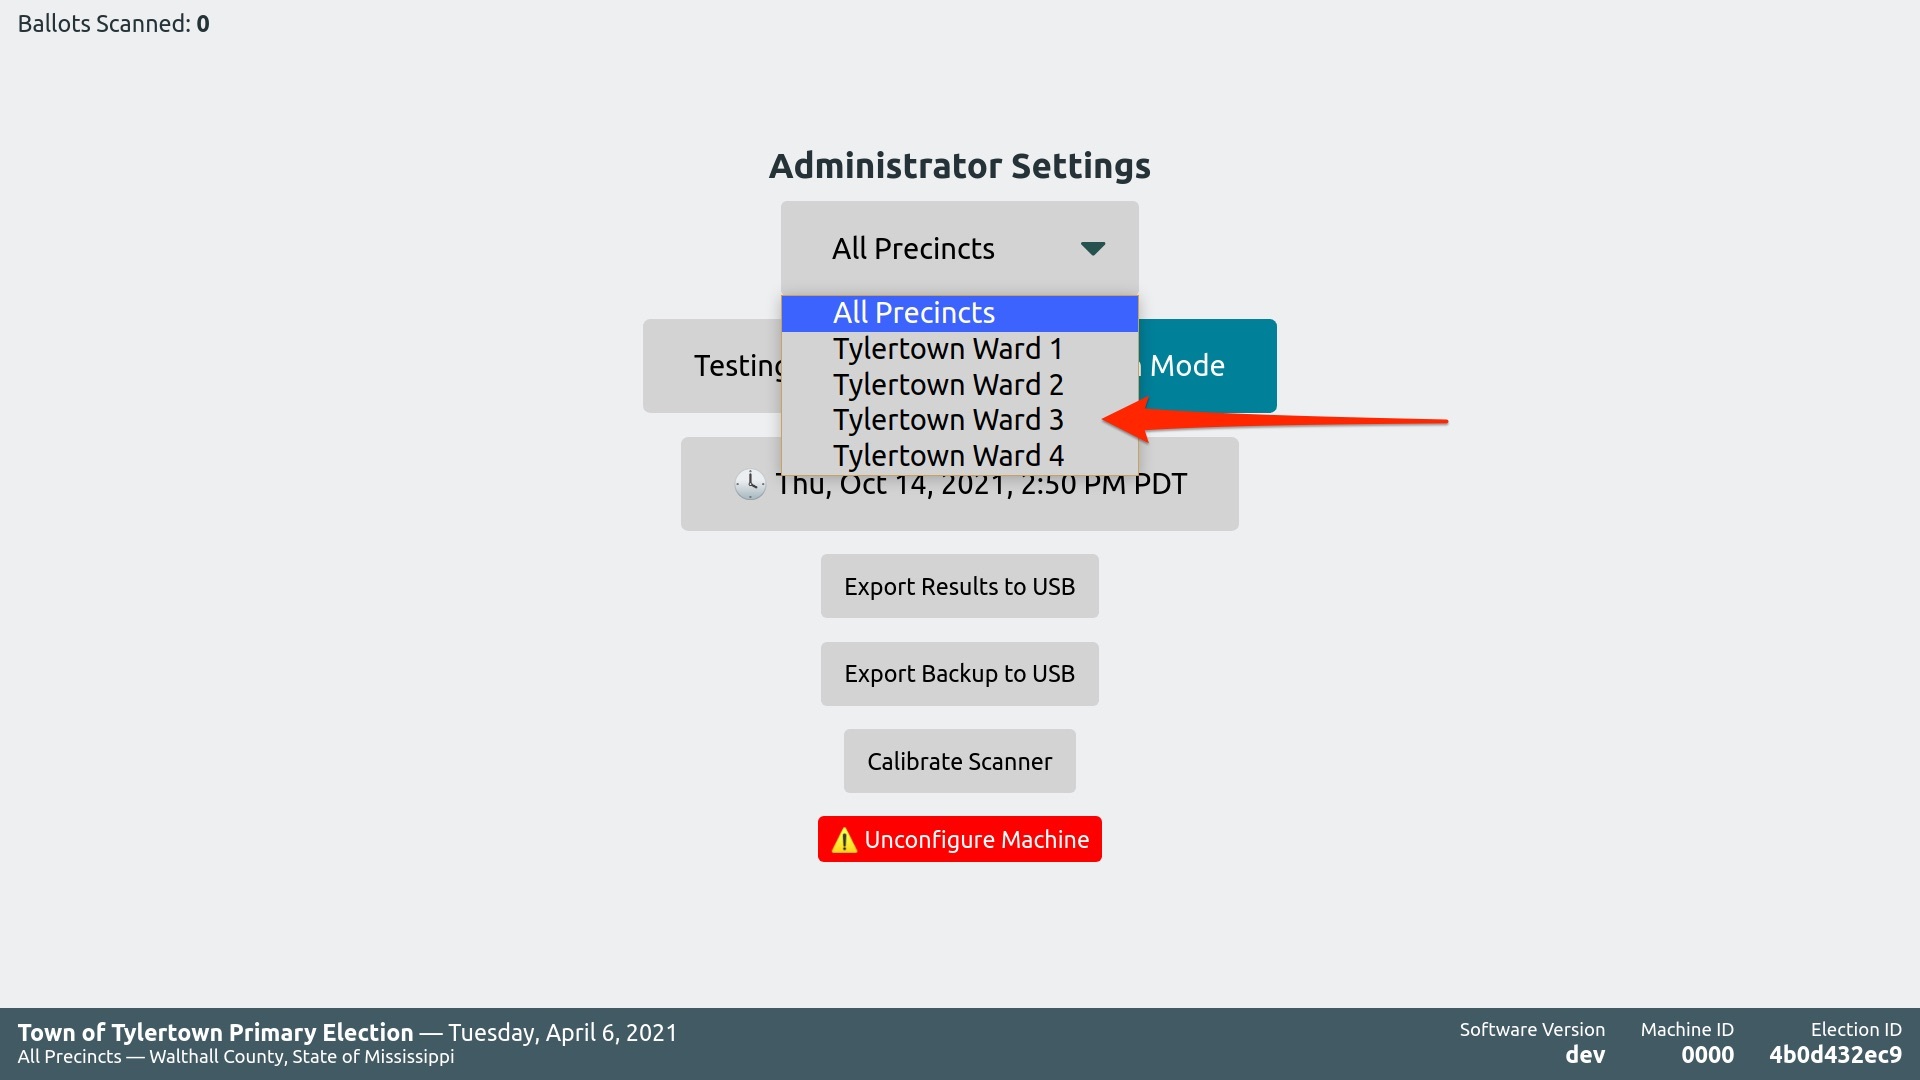 Ballots Scanned: 0
Administrator Settings
All Precincts
All Precincts
Tylertown Ward 1
Tylertown Ward 2
Tylertown Ward 3
Tylertown Ward 4
Testing
Mode
Thu, Oct 14, 2021, 2:50 PM PDT
Export Results to USB
Export Backup to USB
Calibrate Scanner
⚠ Unconfigure Machine
Town of Tylertown Primary Election — Tuesday, April 6, 2021
All Precincts — Walthall County, State of Mississippi
Software Version
dev
Machine ID
0000
Election ID
4b0d432ec9